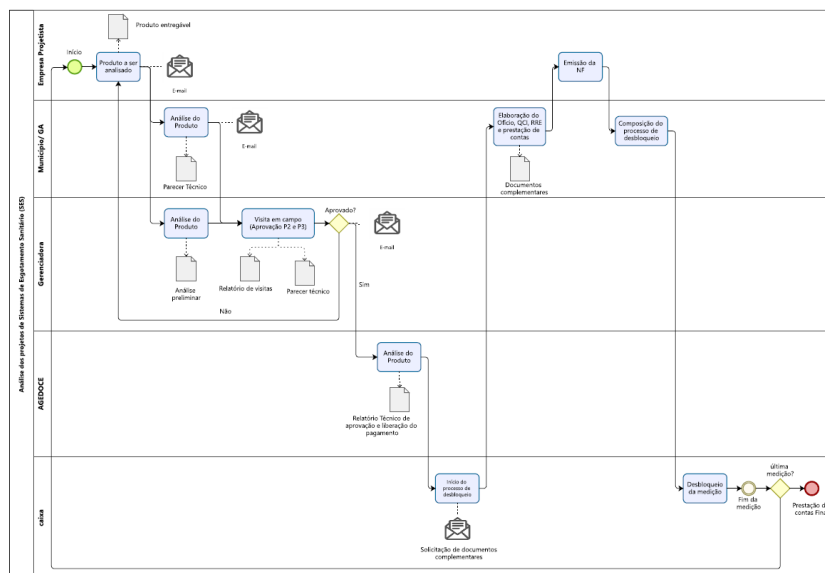 Análise dos projetos de Sistemas de Esgotamento Sanitário (SES)
Empresa Projetista
Início
Produto a ser
analisado
Produto entregável
E-mail
Emissão da
NF
Município/ GA
Análise do
Produto
E-mail
Parecer Técnico
Elaboração do
Ofício, QCI, RRE
e prestação de
contas
Documentos
complementares
Composição do
processo de
desbloqueio
Gerenciadora
Análise do
Produto
Análise
preliminar
Visita em campo
(Aprovação P2 e P3)
Relatório de visitas
Parecer técnico
Aprovado?
E-mail
Sim
Não
AGEDOCE
Análise do
Produto
Relatório Técnico de
aprovação e liberação do
pagamento
caixa
Início do
processo de
desbloqueio
Solicitação de documentos
complementares
Desbloqueio
da medição
Fim da
medição
última
medição?
Prestação d
contas Fina